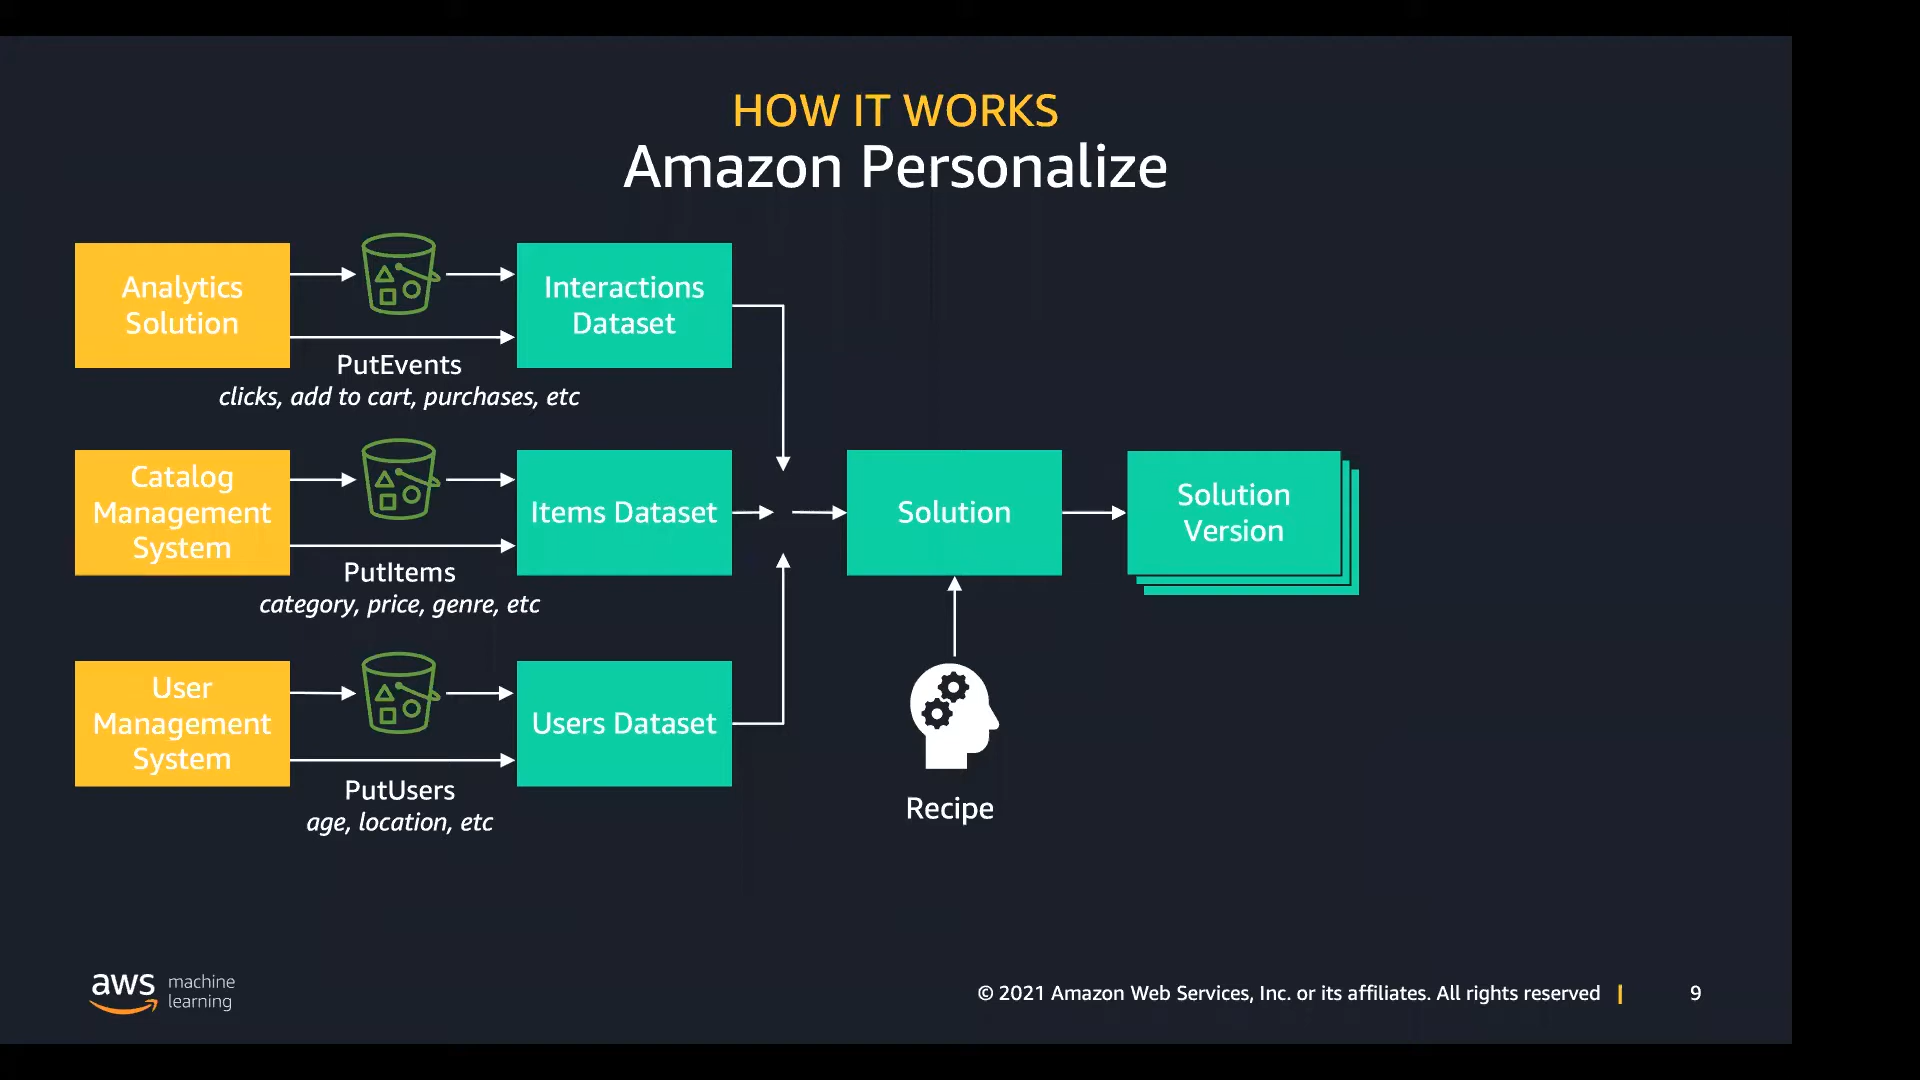 HOW IT WORKS
Amazon Personalize
Analytics
Solution
PutEvents
clicks, add to cart, purchases, etc
Interactions
Dataset
Catalog
Management
System
PutItems
category, price, genre, etc
Items Dataset
User
Management
System
PutUsers
age, location, etc
Users Dataset
Solution
Recipe
Solution
Version
aws machine
learning
© 2021 Amazon Web Services, Inc. or its affiliates. All rights reserved |
9